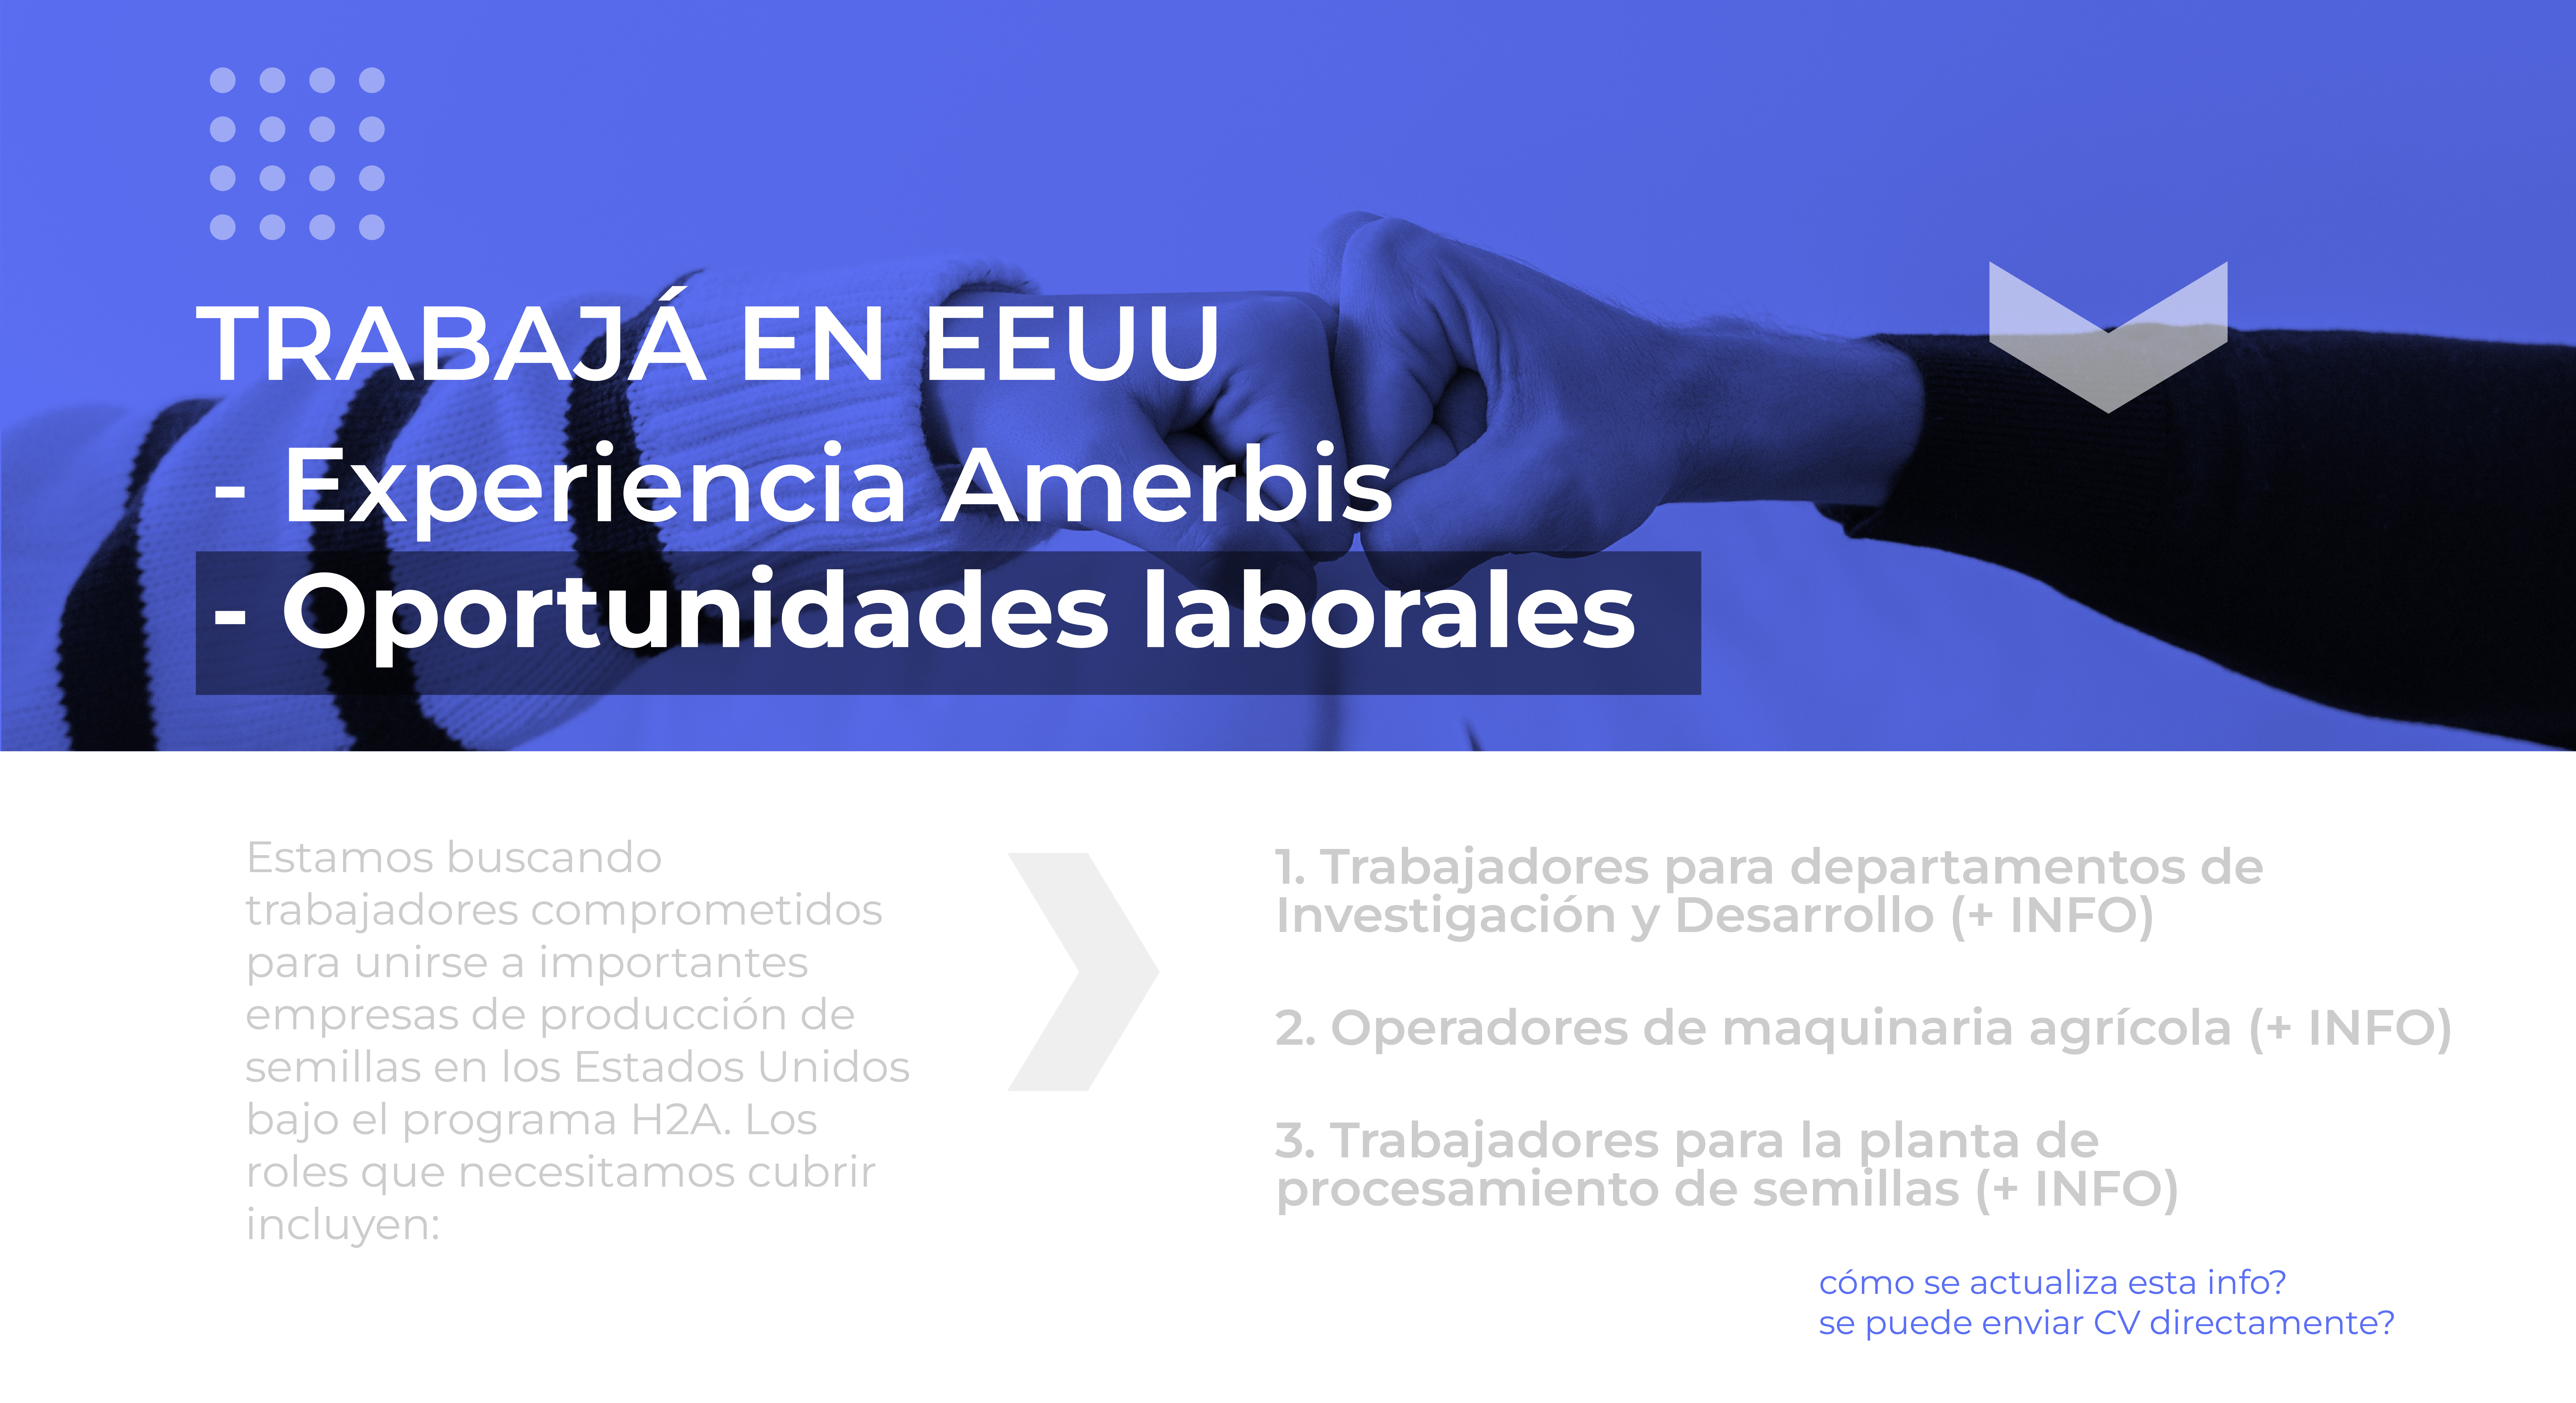 TRABAJÁ EN EEUU
- Experiencia Amerbis
- Oportunidades laborales
Estamos buscando
trabajadores comprometidos
para unirse a importantes
empresas de producción de
semillas en los Estados Unidos
bajo el programa H2A. Los
roles que necesitamos cubrir
incluyen:
1. Trabajadores para departamentos de
Investigación y Desarrollo (+ INFO)
2. Operadores de maquinaria agrícola (+ INFO)
3. Trabajadores para la planta de
procesamiento de semillas (+ INFO)
cómo se actualiza esta info?
se puede enviar CV directamente?